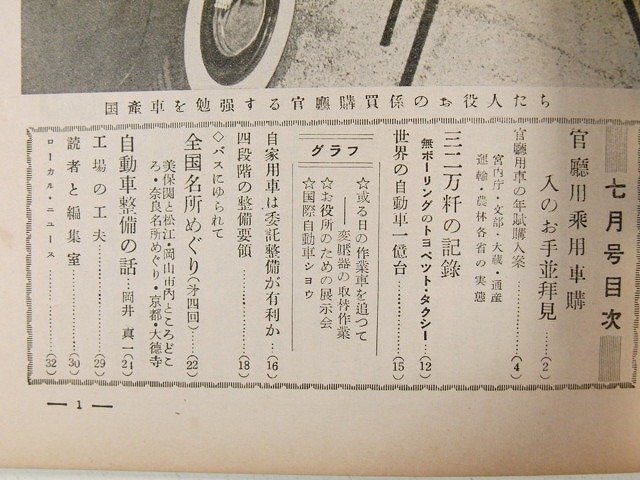 国産車を勉强する官廳購買係のお役人たち
七月号目次
官廳用乗用車購
入のお手並拝見……(2)
官廳用車の年賦購入案……(4)
宮内庁・文部・大蔵・通産
運輸・農林各省の実態
三二万粁の記錄
無ボーリングのトヨペット・タクシー……(12)
世界の自動車一億台……(15)
グラフ
☆或る日の作業車を追つて
――変臓器の取替作業
☆お役所のための展示会
☆国際自動車ショウ
自家用車は委託整備が有利か……(16)
四段階の整備要領……(18)
◇バスにゆられて
全国名所めぐり(才四回)……(22)
美保関と松江・岡山市内ところどこ
ろ・奈良名所めぐり・京都・大徳寺
自動車整備の話……岡井 真一(24)
工場の工夫……(29)
読者と編集室……(30)
ローカル・ニュース……(32)
— 1 —